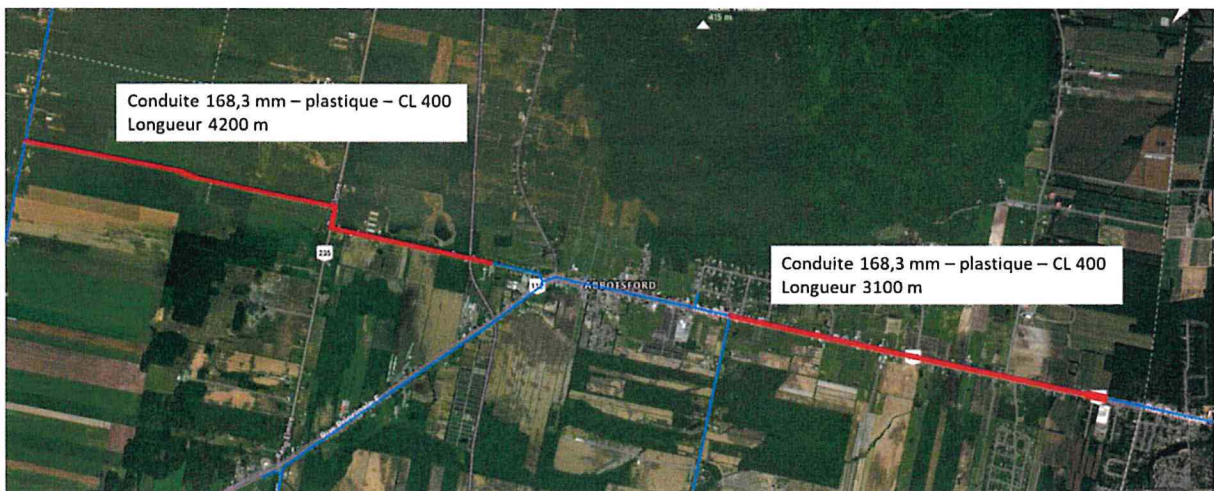 415 m
Conduite 168,3 mm – plastique – CL 400
Longueur 4200 m
235
Conduite 168,3 mm – plastique – CL 400
Longueur 3100 m
ABBOTSFORD